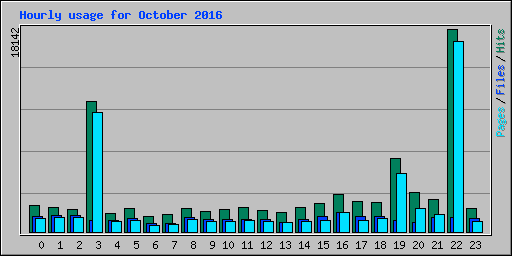 Hourly usage for October 2016
18142
Pages / Files / Hits
0 1 2 3 4 5 6 7 8 9 10 11 12 13 14 15 16 17 18 19 20 21 22 23